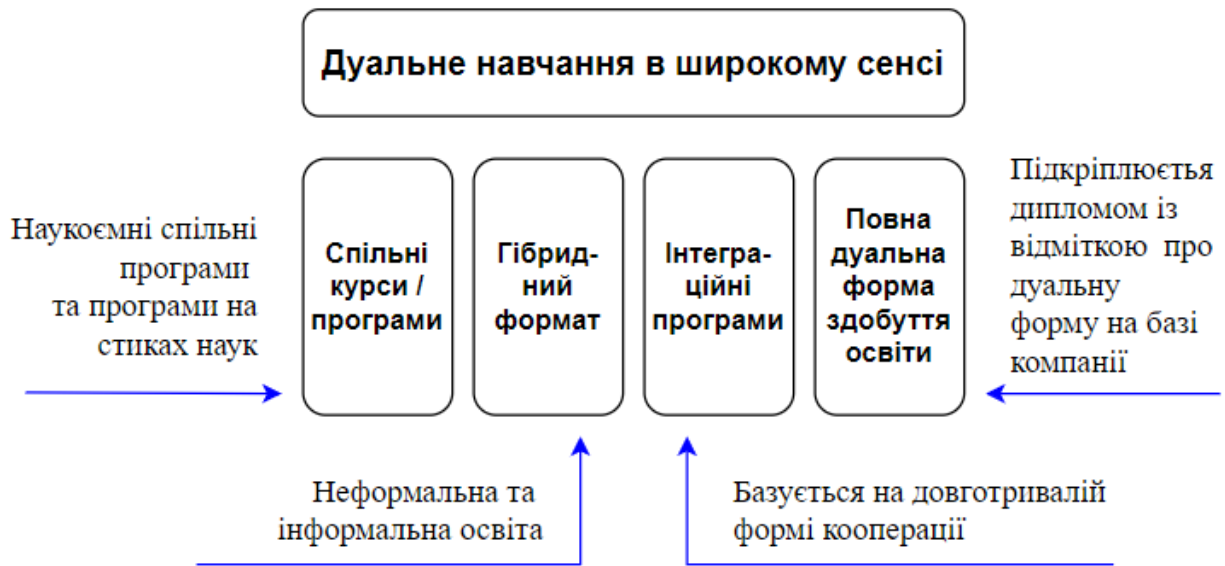 Дуальне навчання в широкому сенсі
Наукоємні спільні
програми
та програми на
стиках наук
Спільні
курси /
програми
Гібрид-
ний
формат
Інтегра-
ційні
програми
Повна
дуальна
форма
здобуття
освіти
Підкріплюєтья
дипломом із
відміткою про
дуальну
форму на базі
компанії
Неформальна та
інформальна освіта
Базується на довготривалій
формі кооперації